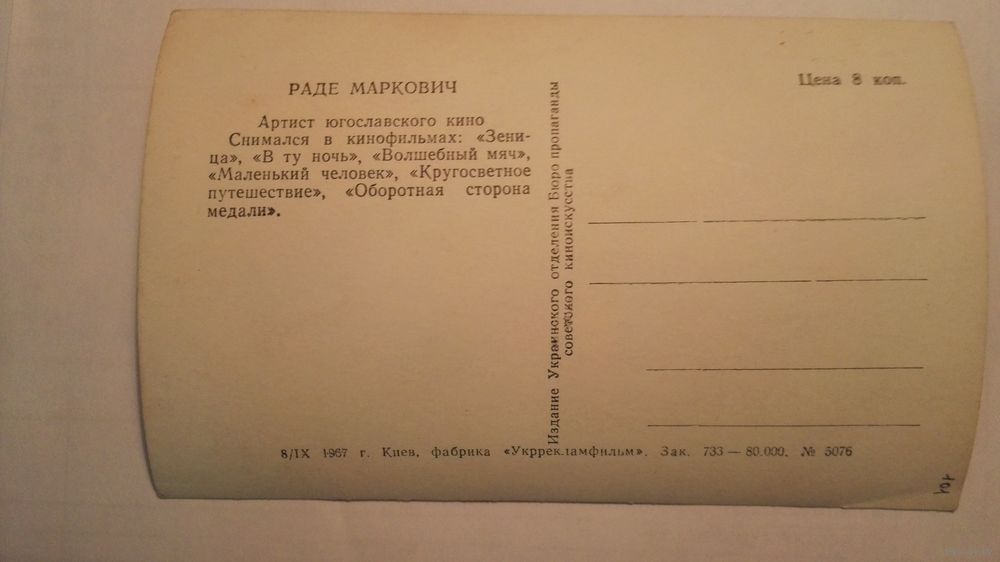 РАДЕ МАРКОВИЧ
Артист югославского кино
Снимался в кинофильмах: «Зени-
ца», «В ту ночь», «Волшебный мяч»,
«Маленький человек», «Кругосветное
путешествие», «Оборотная сторона
медали».
Издание Украинского отделения Бюро пропаганды
советского киноискусства
Цена 8 коп.
8/IX 1967 г. Киев, фабрика «Укррекламфильм». Зак. 733 — 80.000. № 5076
101